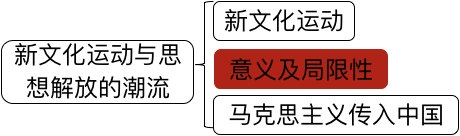 新文化运动与思
想解放的潮流
新文化运动
意义及局限性
马克思主义传入中国